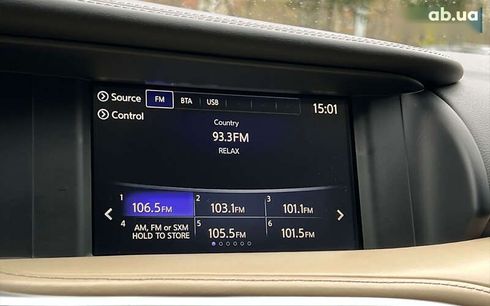 ab.ua
Source FM BTA USB 15:01
Control
Country
93.3FM
RELAX
1 106.5FM 2 103.1FM 3 101.1FM
4 AM, FM or SXM HOLD TO STORE 5 105.5FM 6 101.5FM